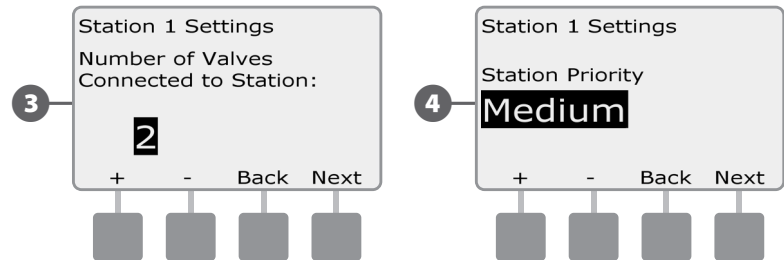 Station 1 Settings
Number of Valves
Connected to Station:
3
2
+ - Back Next
Station 1 Settings
Station Priority
4
Medium
+ - Back Next